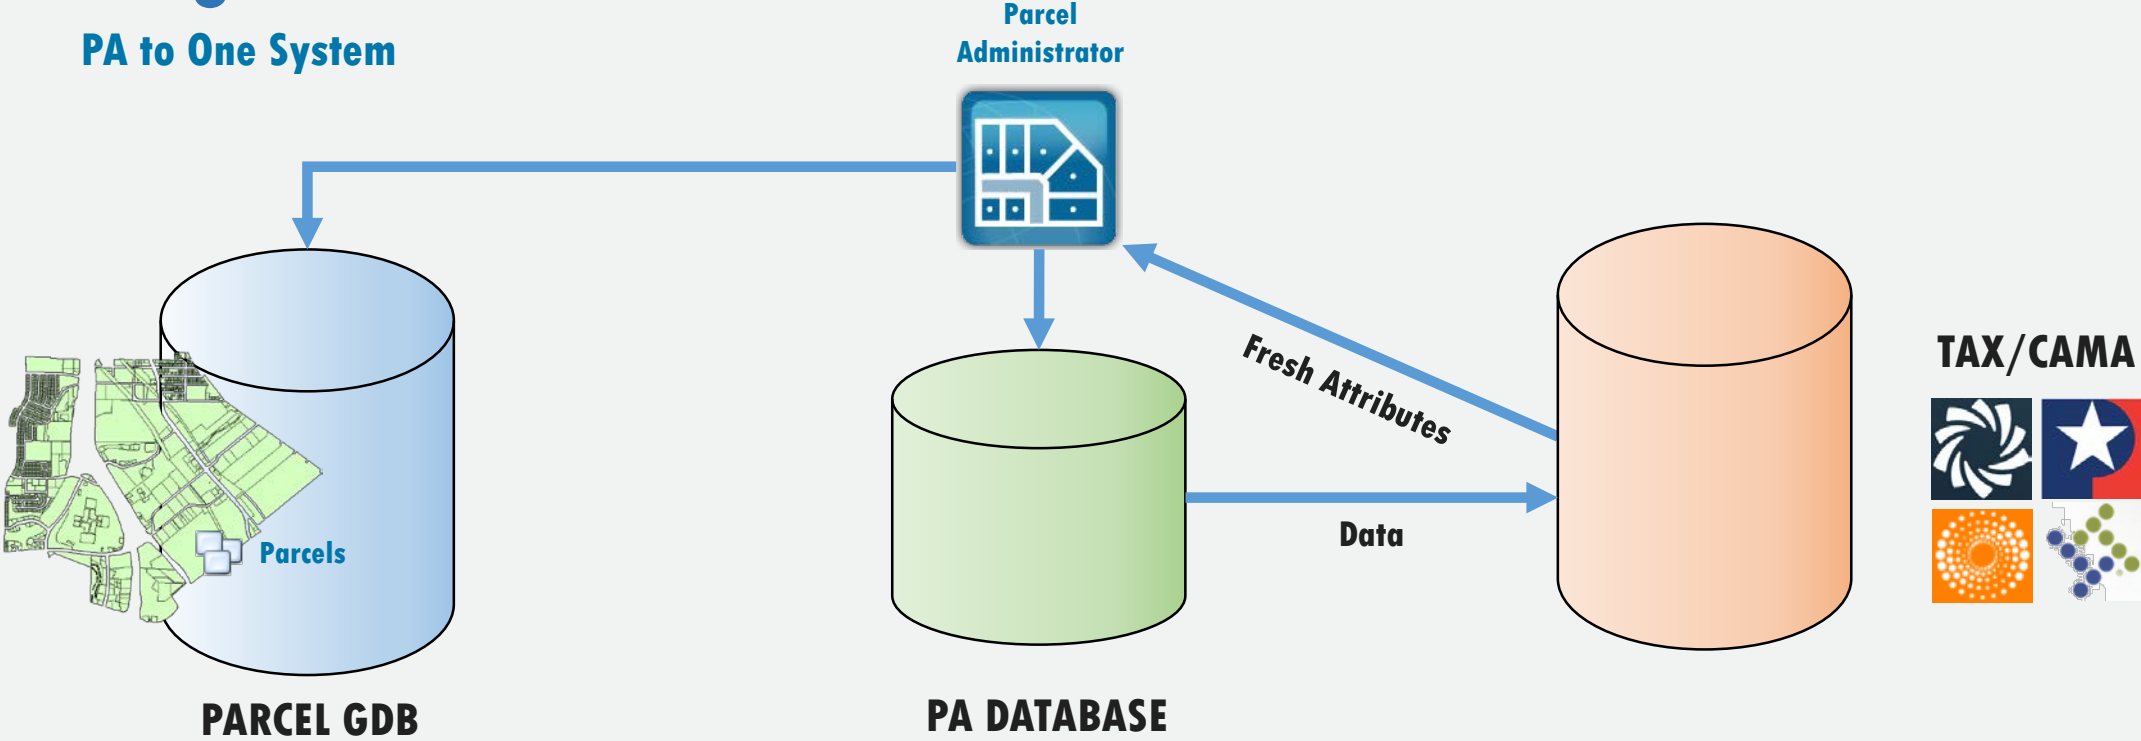 PA to One System
Parcel
Administrator
Fresh Attributes
TAX/CAMA
Data
Parcels
PARCEL GDB
PA DATABASE